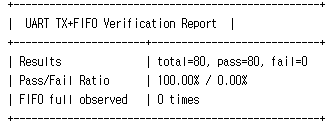 +-------------------------------------------+
|  UART TX+FIFO Verification Report  |
+------------------+------------------------+
| Results | total=80, pass=80, fail=0
| Pass/Fail Ratio | 100.00% / 0.00%
| FIFO full observed | 0 times
+-------------------------------------------+